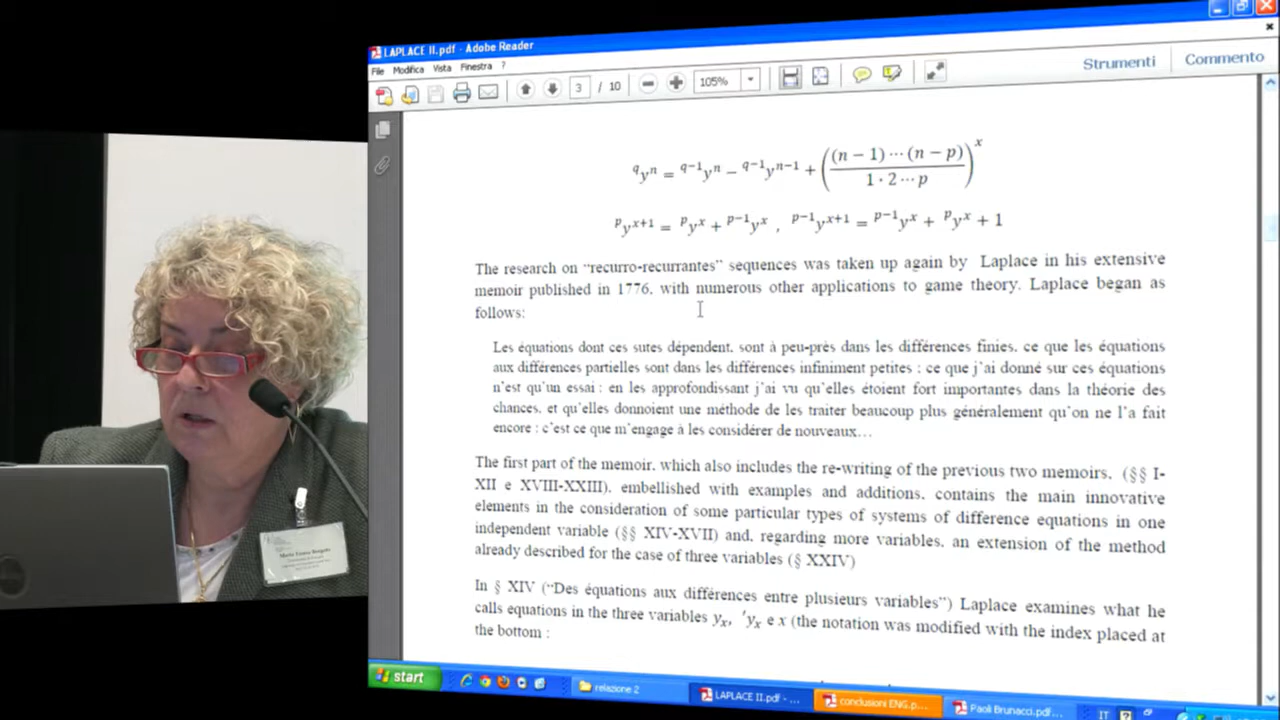 LAPLACE II.pdf - Adobe Reader
File Modifica Vista Finestra ?
3 / 10 105% Strumenti Commento
qyⁿ = q−1yⁿ − q−1yⁿ⁻¹ + ((n − 1) ⋯ (n − p) / 1 · 2 ⋯ p)ˣ
ᵖyˣ⁺¹ = ᵖyˣ + ᵖ⁻¹yˣ , ᵖ⁻¹yˣ⁺¹ = ᵖ⁻¹yˣ + ᵖyˣ + 1
The research on “recurro-recurrantes” sequences was taken up again by Laplace in his extensive
memoir published in 1776, with numerous other applications to game theory. Laplace began as
follows:
Les équations dont ces sutes dépendent, sont à peu-près dans les différences finies, ce que les équations
aux différences partielles sont dans les différences infiniment petites : ce que j’ai donné sur ces équations
n’est qu’un essai : en les approfondissant j’ai vu qu’elles étoient fort importantes dans la théorie des
chances, et qu’elles donnoient une méthode de les traiter beaucoup plus généralement qu’on ne l’a fait
encore : c’est ce que m’engage à les considérer de nouveaux…
The first part of the memoir, which also includes the re-writing of the previous two memoirs, (§§ I-
XII e XVIII-XXIII), embellished with examples and additions, contains the main innovative
elements in the consideration of some particular types of systems of difference equations in one
independent variable (§§ XIV-XVII) and, regarding more variables, an extension of the method
already described for the case of three variables (§ XXIV)
In § XIV (“Des équations aux différences entre plusieurs variables”) Laplace examines what he
calls equations in the three variables yₓ, ′yₓ e x (the notation was modified with the index placed at
the bottom :
start relazione 2 LAPLACE II.pdf - ... conclusioni ENG.p... Paoli Brunacci.pdf... IT